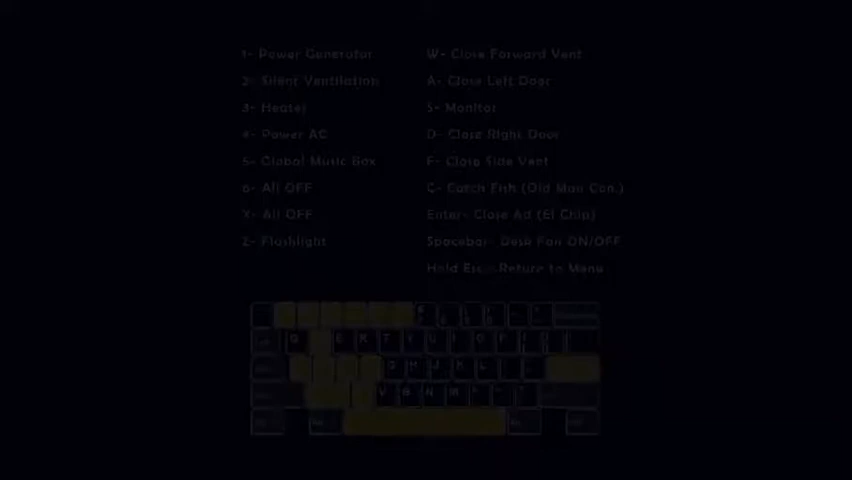 1- Power Generator
2- Silent Ventilation
3- Heater
4- Power AC
5- Global Music Box
6- All OFF
X- All OFF
Z- Flashlight
W- Close Forward Vent
A- Close Left Door
S- Monitor
D- Close Right Door
F- Close Side Vent
C- Catch Fish (Old Man Con.)
Enter- Close Ad (El Chip)
Spacebar- Desk Fan ON/OFF
Hold Esc- Return to Menu